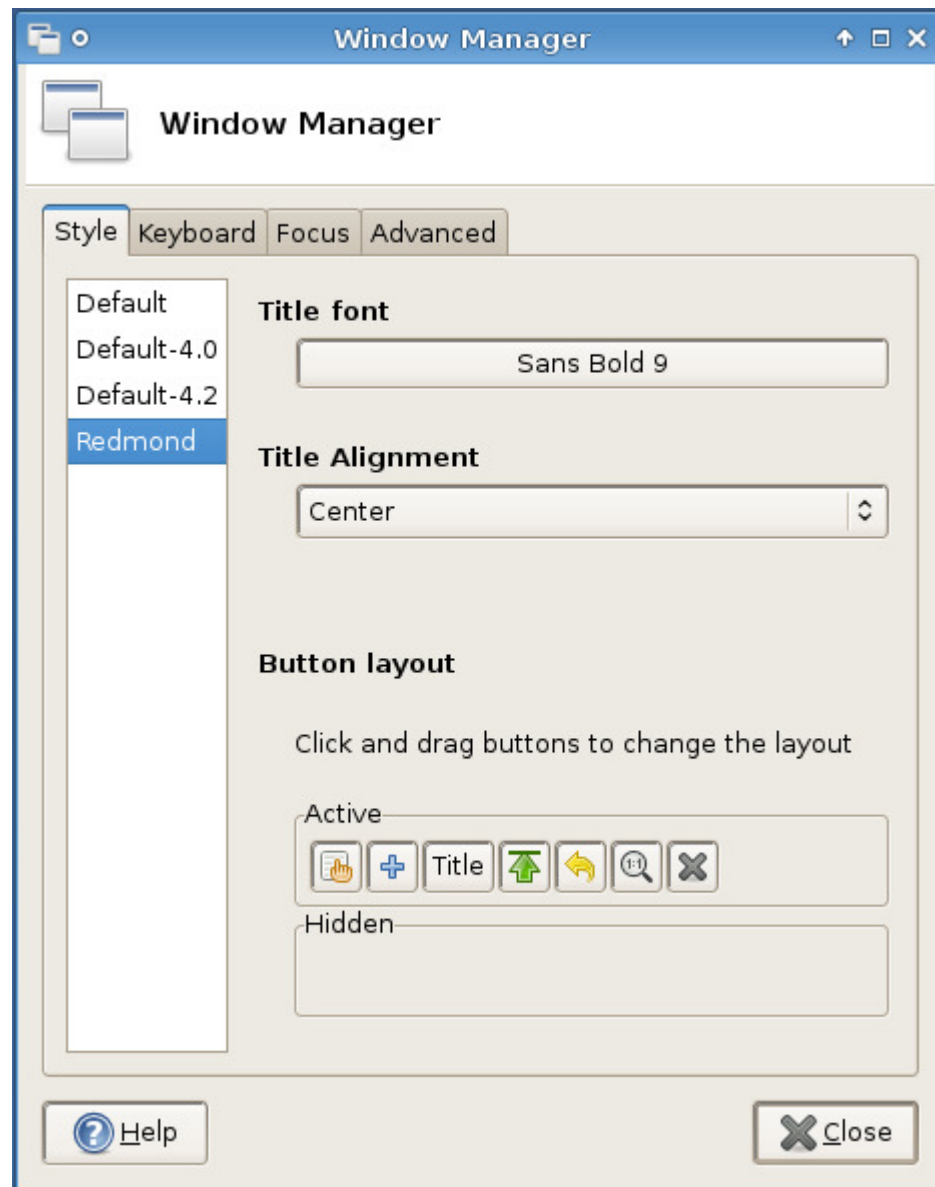 Window Manager
Window Manager
Style Keyboard Focus Advanced
Default
Default-4.0
Default-4.2
Redmond
Title font
Sans Bold 9
Title Alignment
Center
Button layout
Click and drag buttons to change the layout
Active
Title 1:1
Hidden
Help Close